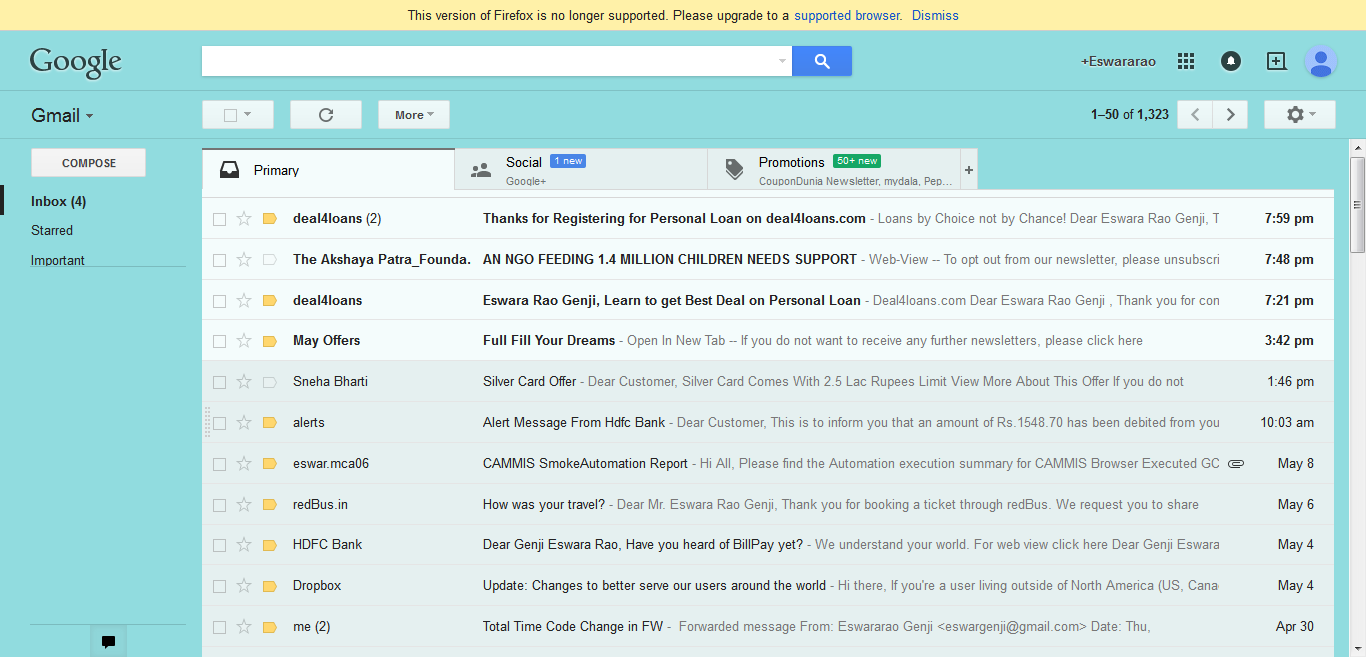 This version of Firefox is no longer supported. Please upgrade to a supported browser. Dismiss
Google
+Eswararao
Gmail
More
1–50 of 1,323
COMPOSE
Inbox (4)
Starred
Important
Primary
Social 1 new
Google+
Promotions 50+ new
CouponDunia Newsletter, mydala, Pep...
+
deal4loans (2) Thanks for Registering for Personal Loan on deal4loans.com - Loans by Choice not by Chance! Dear Eswara Rao Genji, T 7:59 pm
The Akshaya Patra_Founda. AN NGO FEEDING 1.4 MILLION CHILDREN NEEDS SUPPORT - Web-View -- To opt out from our newsletter, please unsubscri 7:48 pm
deal4loans Eswara Rao Genji, Learn to get Best Deal on Personal Loan - Deal4loans.com Dear Eswara Rao Genji , Thank you for con 7:21 pm
May Offers Full Fill Your Dreams - Open In New Tab -- If you do not want to receive any further newsletters, please click here 3:42 pm
Sneha Bharti Silver Card Offer - Dear Customer, Silver Card Comes With 2.5 Lac Rupees Limit View More About This Offer If you do not 1:46 pm
alerts Alert Message From Hdfc Bank - Dear Customer, This is to inform you that an amount of Rs.1548.70 has been debited from you 10:03 am
eswar.mca06 CAMMIS SmokeAutomation Report - Hi All, Please find the Automation execution summary for CAMMIS Browser Executed GC May 8
redBus.in How was your travel? - Dear Mr. Eswara Rao Genji, Thank you for booking a ticket through redBus. We request you to share May 6
HDFC Bank Dear Genji Eswara Rao, Have you heard of BillPay yet? - We understand your world. For web view click here Dear Genji Eswara May 4
Dropbox Update: Changes to better serve our users around the world - Hi there, If you're a user living outside of North America (US, Cana May 4
me (2) Total Time Code Change in FW - Forwarded message From: Eswararao Genji <eswargenji@gmail.com> Date: Thu, Apr 30